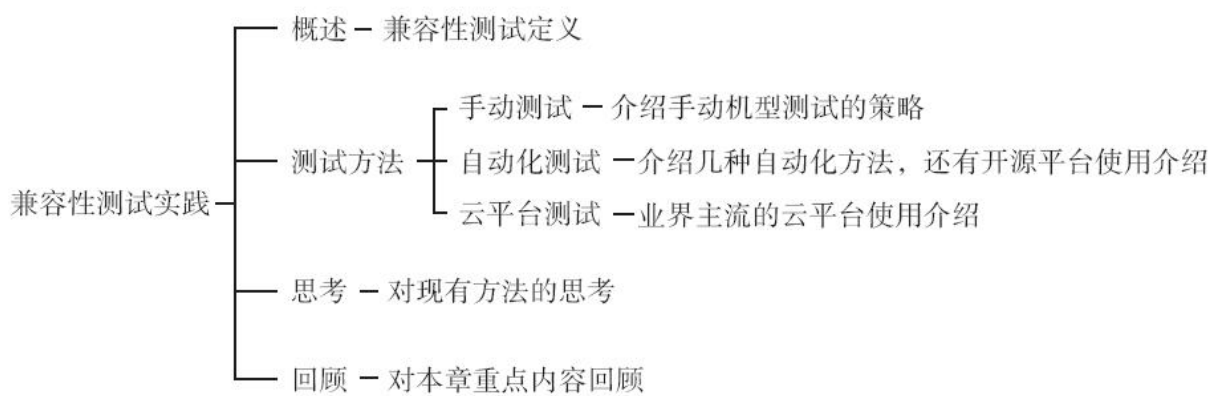 概述 - 兼容性测试定义
手动测试 - 介绍手动机型测试的策略
测试方法
自动化测试 - 介绍几种自动化方法，还有开源平台使用介绍
兼容性测试实践
云平台测试 - 业界主流的云平台使用介绍
思考 - 对现有方法的思考
回顾 - 对本章重点内容回顾